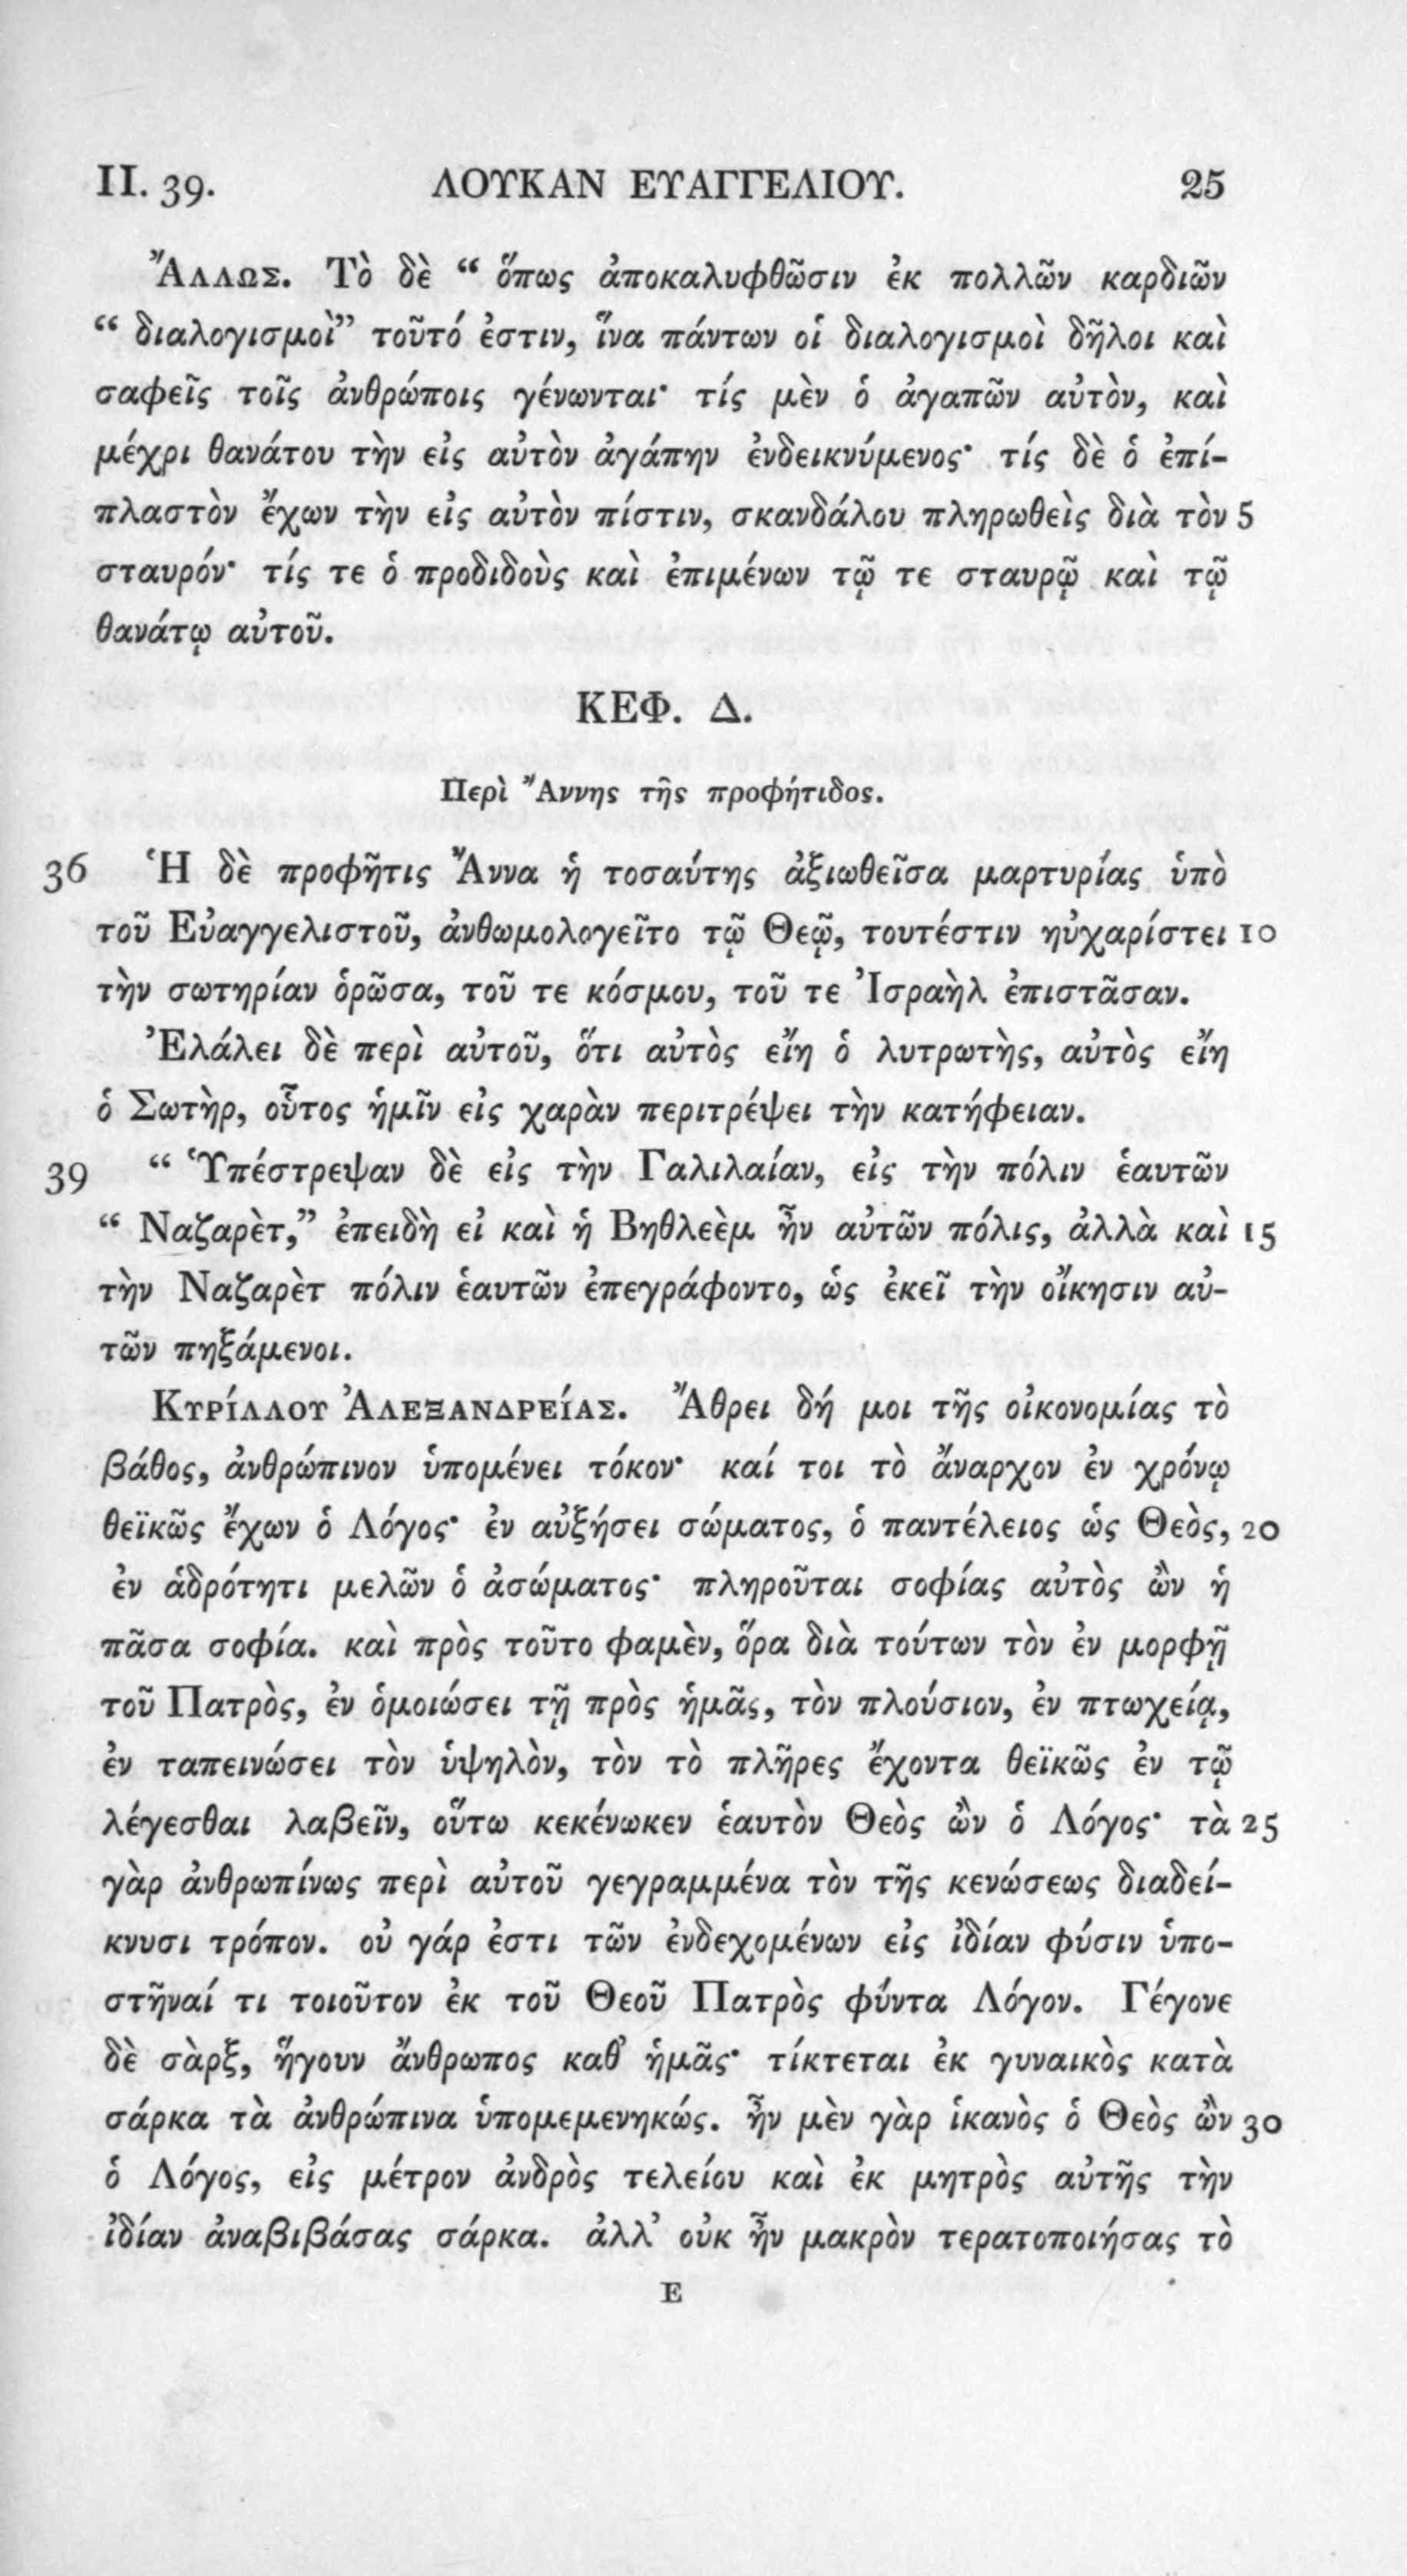 II. 39. ΛΟΥΚΑΝ ΕΥΑΓΓΕΛΙΟΥ. 25
Ἄλλως. Τὸ δὲ “ ὅπως ἀποκαλυφθῶσιν ἐκ πολλῶν καρδιῶν
“ διαλογισμοὶ” τοῦτό ἐστιν, ἵνα πάντων οἱ διαλογισμοὶ δῆλοι καὶ
σαφεῖς τοῖς ἀνθρώποις γένωνται· τίς μὲν ὁ ἀγαπῶν αὐτὸν, καὶ
μέχρι θανάτου τὴν εἰς αὐτὸν ἀγάπην ἐνδεικνύμενος· τίς δὲ ὁ ἐπί-
πλαστὸν ἔχων τὴν εἰς αὐτὸν πίστιν, σκανδάλου πληρωθεὶς διὰ τὸν 5
σταυρόν· τίς τε ὁ προδιδοὺς καὶ ἐπιμένων τῷ τε σταυρῷ καὶ τῷ
θανάτῳ αὐτοῦ.
ΚΕΦ. Δ.
Περὶ Ἄννης τῆς προφήτιδος.
36 Ἡ δὲ προφῆτις Ἄννα ἡ τοσαύτης ἀξιωθεῖσα μαρτυρίας ὑπὸ
τοῦ Εὐαγγελιστοῦ, ἀνθωμολογεῖτο τῷ Θεῷ, τουτέστιν ηὐχαρίστει 10
τὴν σωτηρίαν ὁρῶσα, τοῦ τε κόσμου, τοῦ τε Ἰσραὴλ ἐπιστᾶσαν.
Ἐλάλει δὲ περὶ αὐτοῦ, ὅτι αὐτὸς εἴη ὁ λυτρωτὴς, αὐτὸς εἴη
ὁ Σωτὴρ, οὗτος ἡμῖν εἰς χαρὰν περιτρέψει τὴν κατήφειαν.
39 “ Ὑπέστρεψαν δὲ εἰς τὴν Γαλιλαίαν, εἰς τὴν πόλιν ἑαυτῶν
“ Ναζαρὲτ,” ἐπειδὴ εἰ καὶ ἡ Βηθλεὲμ ἦν αὐτῶν πόλις, ἀλλὰ καὶ 15
τὴν Ναζαρὲτ πόλιν ἑαυτῶν ἐπεγράφοντο, ὡς ἐκεῖ τὴν οἴκησιν αὐ-
τῶν πηξάμενοι.
Κυρίλλου Ἀλεξανδρείας. Ἄθρει δή μοι τῆς οἰκονομίας τὸ
βάθος, ἀνθρώπινον ὑπομένει τόκον· καί τοι τὸ ἄναρχον ἐν χρόνῳ
θεϊκῶς ἔχων ὁ Λόγος· ἐν αὐξήσει σώματος, ὁ παντέλειος ὡς Θεὸς, 20
ἐν ἁδρότητι μελῶν ὁ ἀσώματος· πληροῦται σοφίας αὐτὸς ὢν ἡ
πᾶσα σοφία. καὶ πρὸς τοῦτο φαμὲν, ὅρα διὰ τούτων τὸν ἐν μορφῇ
τοῦ Πατρὸς, ἐν ὁμοιώσει τῇ πρὸς ἡμᾶς, τὸν πλούσιον, ἐν πτωχείᾳ,
ἐν ταπεινώσει τὸν ὑψηλὸν, τὸν τὸ πλῆρες ἔχοντα θεϊκῶς ἐν τῷ
λέγεσθαι λαβεῖν, οὕτω κεκένωκεν ἑαυτὸν Θεὸς ὢν ὁ Λόγος· τὰ 25
γὰρ ἀνθρωπίνως περὶ αὐτοῦ γεγραμμένα τὸν τῆς κενώσεως διαδεί-
κνυσι τρόπον. οὐ γάρ ἐστι τῶν ἐνδεχομένων εἰς ἰδίαν φύσιν ὑπο-
στῆναί τι τοιοῦτον ἐκ τοῦ Θεοῦ Πατρὸς φύντα Λόγον. Γέγονε
δὲ σὰρξ, ἤγουν ἄνθρωπος καθ’ ἡμᾶς· τίκτεται ἐκ γυναικὸς κατὰ
σάρκα τὰ ἀνθρώπινα ὑπομεμενηκώς. ἦν μὲν γὰρ ἱκανὸς ὁ Θεὸς ὢν 30
ὁ Λόγος, εἰς μέτρον ἀνδρὸς τελείου καὶ ἐκ μητρὸς αὐτῆς τὴν
ἰδίαν ἀναβιβάσας σάρκα. ἀλλ’ οὐκ ἦν μακρὸν τερατοποιήσας τὸ
E